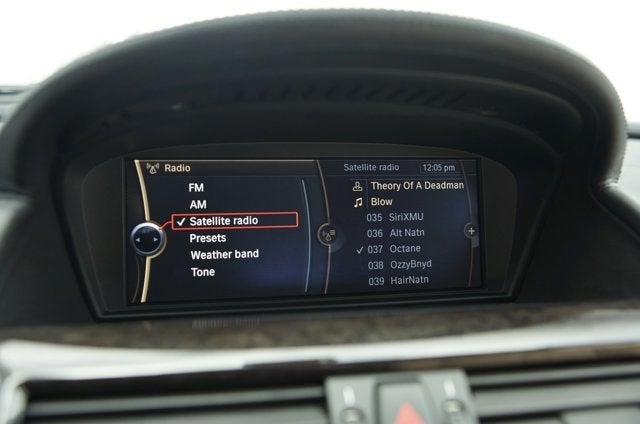 Radio
FM
AM
Satellite radio
Presets
Weather band
Tone
Satellite radio 12:05 pm
Theory Of A Deadman
Blow
035 SiriXMU
036 Alt Natn
037 Octane
038 OzzyBnyd
039 HairNatn